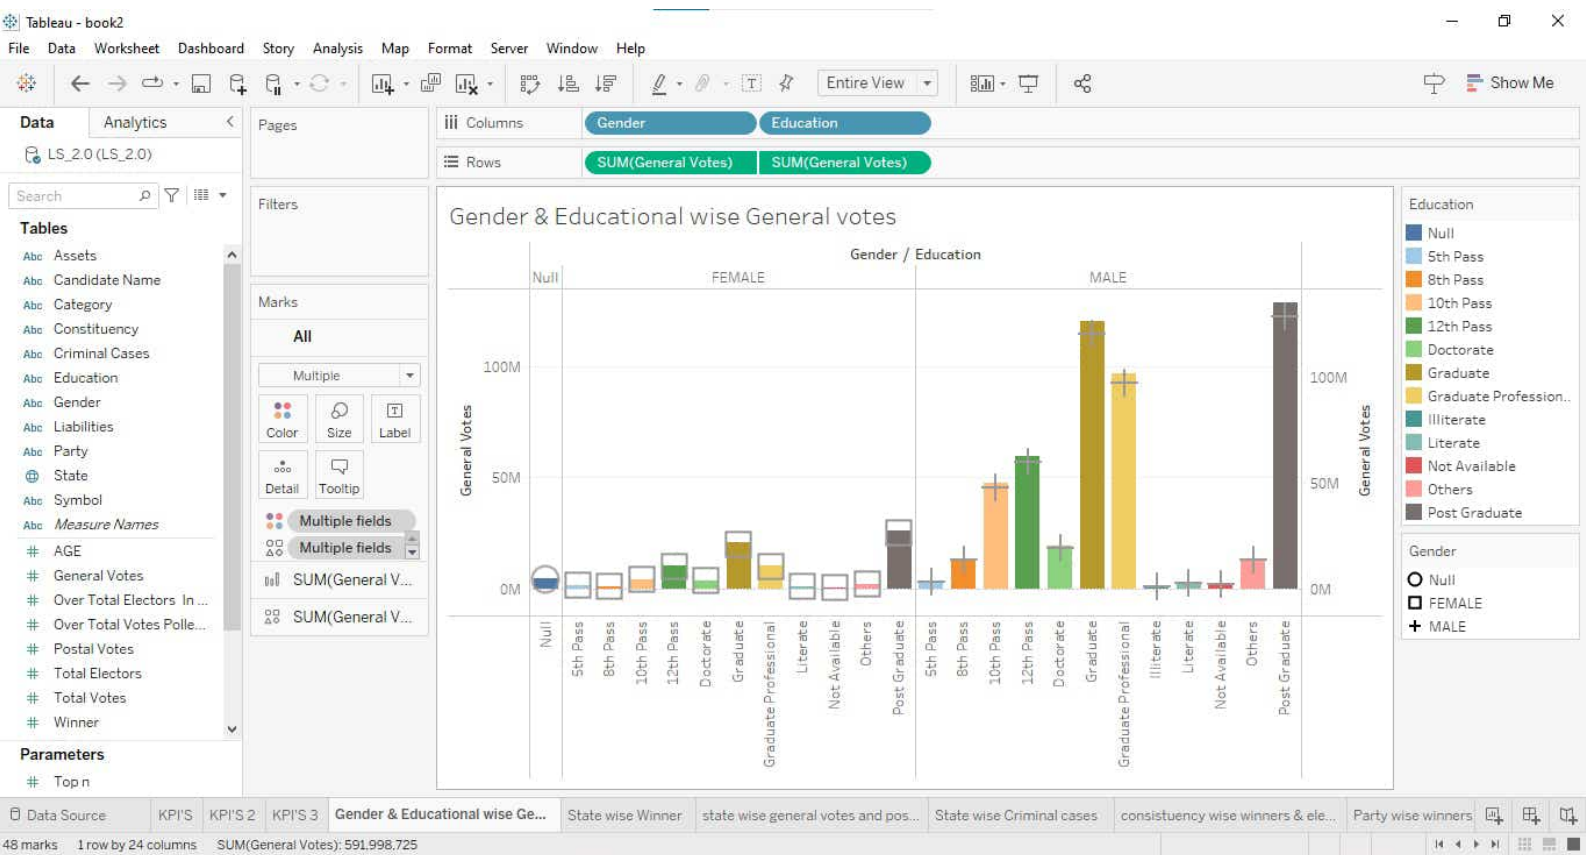 Tableau - book2
File Data Worksheet Dashboard Story Analysis Map Format Server Window Help
Entire View
Show Me
Data Analytics
LS_2.0 (LS_2.0)
Search
Tables
Abc Assets
Abc Candidate Name
Abc Category
Abc Constituency
Abc Criminal Cases
Abc Education
Abc Gender
Abc Liabilities
Abc Party
State
Abc Symbol
Abc Measure Names
# AGE
# General Votes
# Over Total Electors In ...
# Over Total Votes Polle...
# Postal Votes
# Total Electors
# Total Votes
# Winner
Parameters
# Top n
Pages
Filters
Marks
All
Multiple
Color Size Label
Detail Tooltip
Multiple fields
Multiple fields
SUM(General V...
SUM(General V...
Columns Gender Education
Rows SUM(General Votes) SUM(General Votes)
Gender & Educational wise General votes
Gender / Education
Null FEMALE MALE
General Votes
100M
50M
0M
100M
50M
0M
General Votes
Null
5th Pass
8th Pass
10th Pass
12th Pass
Doctorate
Graduate
Graduate Professional
Literate
Not Available
Others
Post Graduate
5th Pass
8th Pass
10th Pass
12th Pass
Doctorate
Graduate
Graduate Professional
Illiterate
Literate
Not Available
Others
Post Graduate
Education
Null
5th Pass
8th Pass
10th Pass
12th Pass
Doctorate
Graduate
Graduate Profession..
Illiterate
Literate
Not Available
Others
Post Graduate
Gender
Null
FEMALE
MALE
Data Source KPI'S KPI'S 2 KPI'S 3 Gender & Educational wise Ge... State wise Winner state wise general votes and pos... State wise Criminal cases consistuency wise winners & ele... Party wise winners
48 marks 1 row by 24 columns SUM(General Votes): 591,998,725